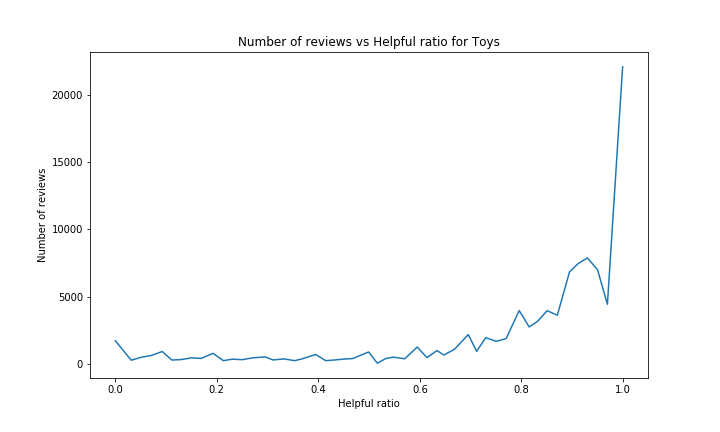 Number of reviews vs Helpful ratio for Toys
20000
15000
10000
5000
0
Number of reviews
0.0 0.2 0.4 0.6 0.8 1.0
Helpful ratio